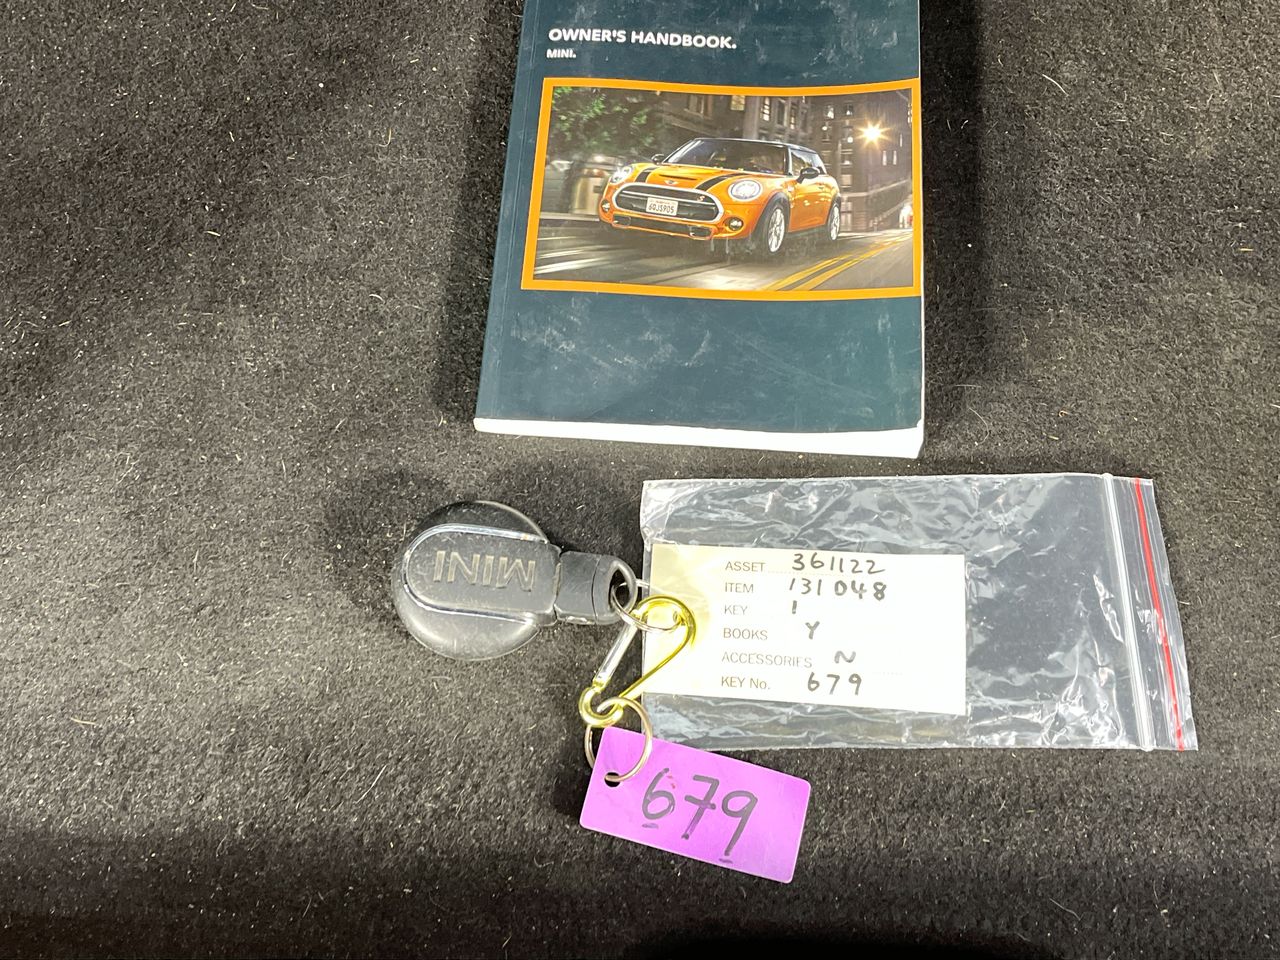 OWNER'S HANDBOOK.
MINI.
MINI
ASSET 361122
ITEM 131048
KEY 1
BOOKS Y
ACCESSORIES N
KEY No. 679
679